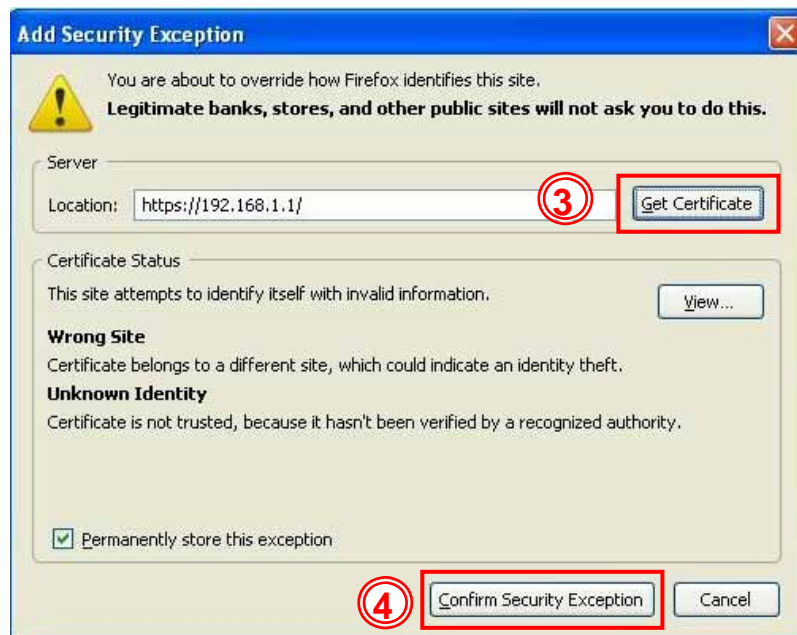 Add Security Exception
You are about to override how Firefox identifies this site.
Legitimate banks, stores, and other public sites will not ask you to do this.
Server
Location: https://192.168.1.1/ 3 Get Certificate
Certificate Status
This site attempts to identify itself with invalid information. View...
Wrong Site
Certificate belongs to a different site, which could indicate an identity theft.
Unknown Identity
Certificate is not trusted, because it hasn't been verified by a recognized authority.
Permanently store this exception
4 Confirm Security Exception Cancel